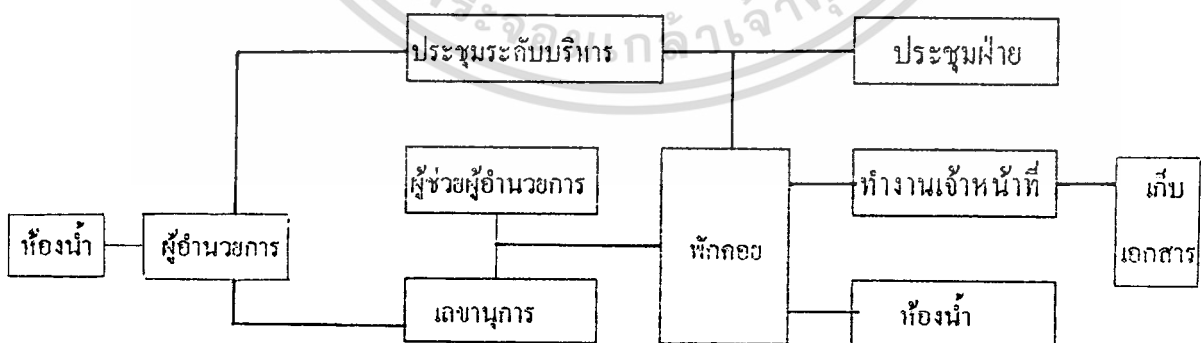 ประชุมระดับบริหาร
ประชุมฝ่าย
ผู้ช่วยผู้อำนวยการ
ทำงานเจ้าหน้าที่
เก็บ
เอกสาร
ห้องน้ำ
ผู้อำนวยการ
พักคอย
เลขานุการ
ห้องน้ำ